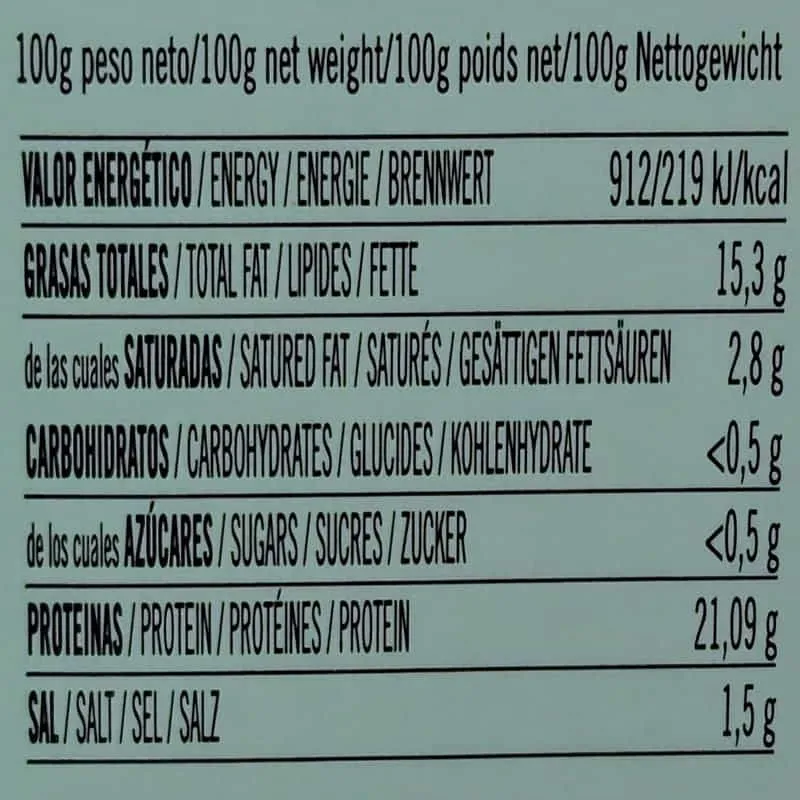 100g peso neto/100g net weight/100g poids net/100g Nettogewicht
VALOR ENERGÉTICO / ENERGY / ENERGIE / BRENNWERT 912/219 kJ/kcal
GRASAS TOTALES / TOTAL FAT / LIPIDES / FETTE 15,3 g
de las cuales SATURADAS / SATURED FAT / SATURÉS / GESÄTTIGEN FETTSÄUREN 2,8 g
CARBOHIDRATOS / CARBOHYDRATES / GLUCIDES / KOHLENHYDRATE <0,5 g
de los cuales AZÚCARES / SUGARS / SUCRES / ZUCKER <0,5 g
PROTEINAS / PROTEIN / PROTÉINES / PROTEIN 21,09 g
SAL / SALT / SEL / SALZ 1,5 g